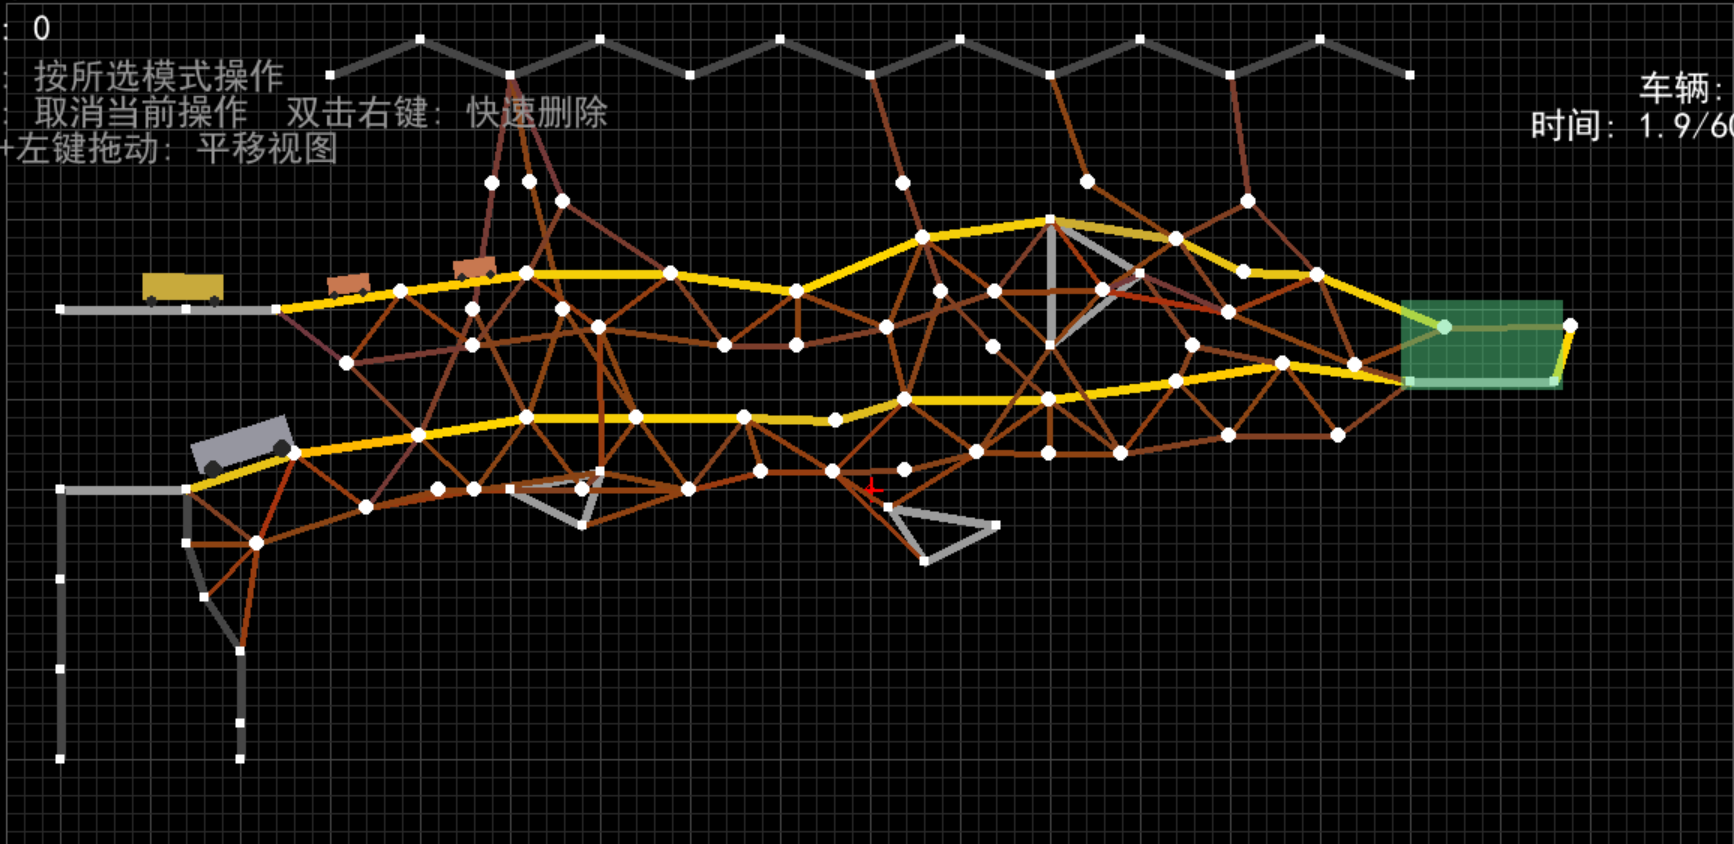 : 0
: 按所选模式操作
: 取消当前操作 双击右键: 快速删除
+左键拖动: 平移视图
车辆:
时间: 1.9/60